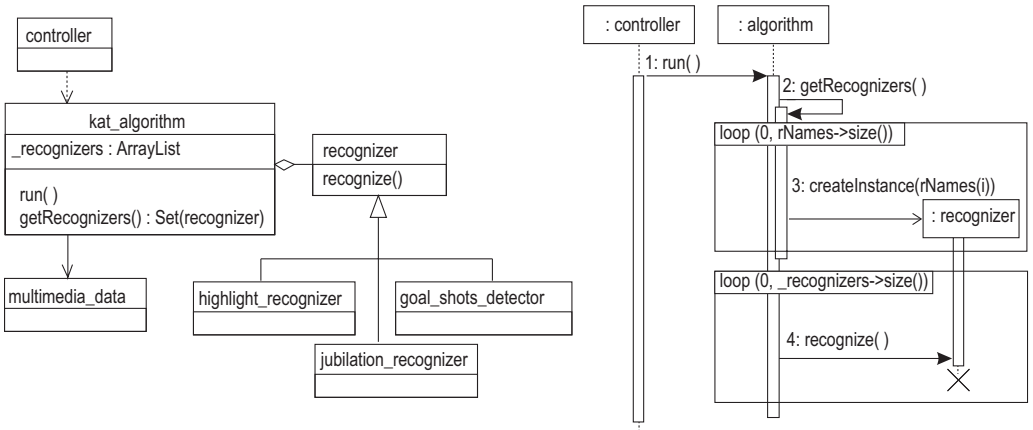 controller
kat_algorithm
_recognizers : ArrayList
run( )
getRecognizers() : Set(recognizer)
recognizer
recognize()
multimedia_data
highlight_recognizer
goal_shots_detector
jubilation_recognizer
: controller
: algorithm
1: run( )
2: getRecognizers( )
loop (0, rNames->size())
3: createInstance(rNames(i))
: recognizer
loop (0, _recognizers->size())
4: recognize( )